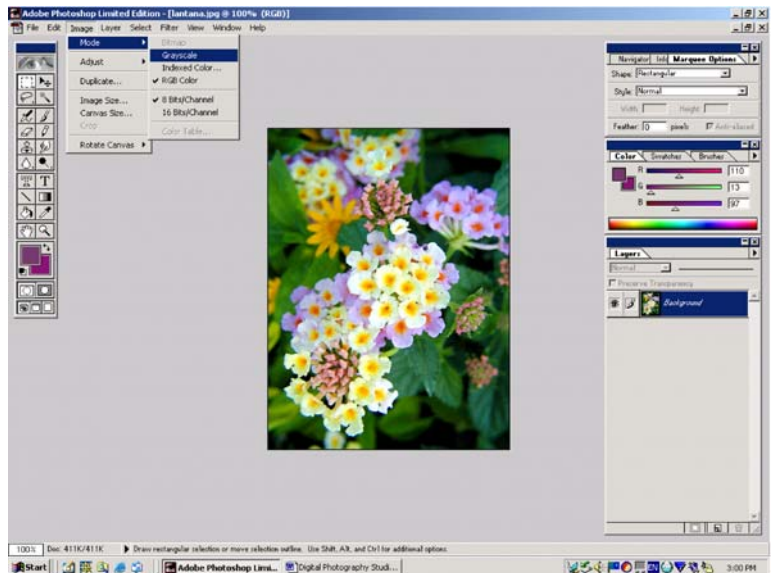 Adobe Photoshop Limited Edition - [lantana.jpg @ 100% (RGB)]
File Edit Image Layer Select Filter View Window Help
Mode
Adjust
Duplicate...
Image Size...
Canvas Size...
Crop
Rotate Canvas
Bitmap
Grayscale
Indexed Color...
RGB Color
8 Bits/Channel
16 Bits/Channel
Color Table...
Navigator Info Marquee Options
Shape: Rectangular
Style: Normal
Width: Height:
Feather: 0 pixels Anti-aliased
Color Swatches Brushes
R 110
G 13
B 97
Layers
Normal
Preserve Transparency
Background
100% Doc: 411K/411K Draw rectangular selection or move selection outline. Use Shift, Alt, and Ctrl for additional options.
Start Adobe Photoshop Limi... Digital Photography Studi... EN 3:00 PM